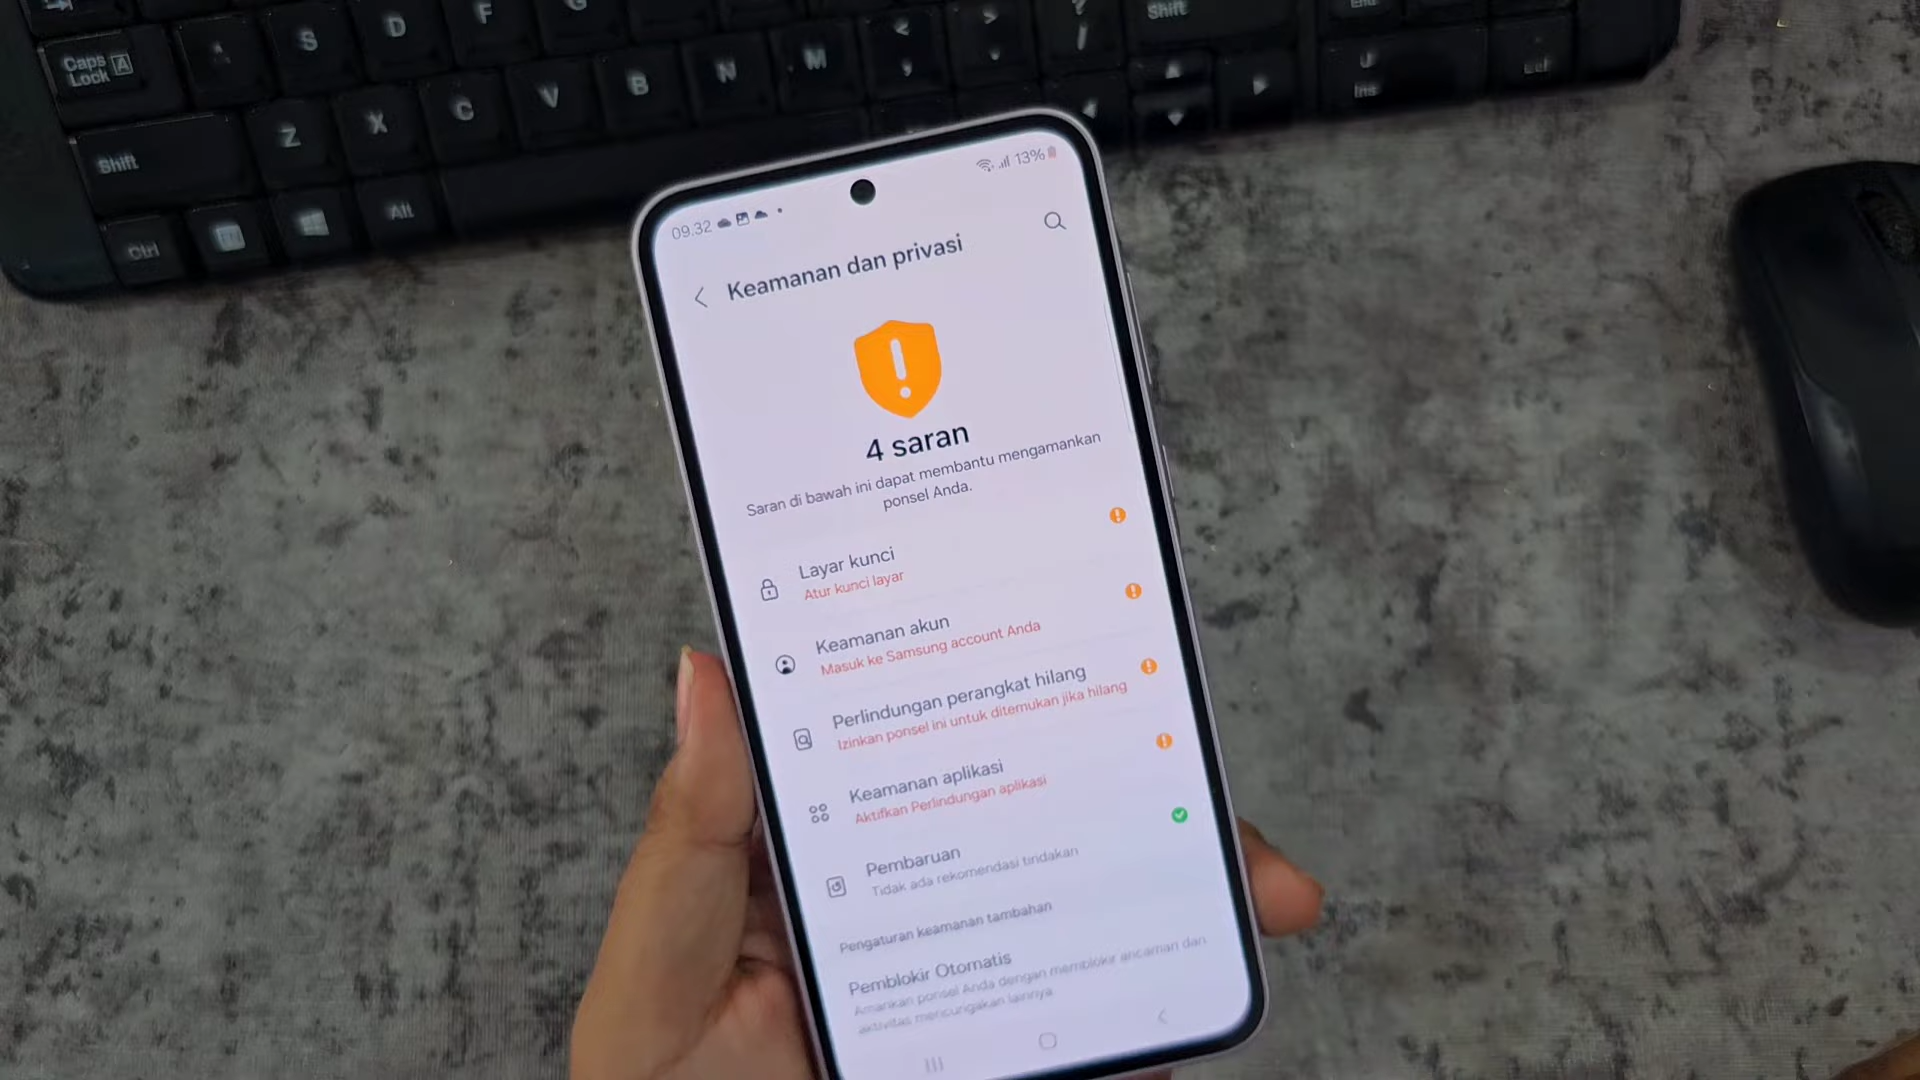 S D F G
Caps Lock A
Z X C V B N M < , > . ? / Shift
Shift
Ins
Ctrl Fn Alt
09.32
13%
Keamanan dan privasi
4 saran
Saran di bawah ini dapat membantu mengamankan
ponsel Anda.
Layar kunci
Atur kunci layar
Keamanan akun
Masuk ke Samsung account Anda
Perlindungan perangkat hilang
Izinkan ponsel ini untuk ditemukan jika hilang
Keamanan aplikasi
Aktifkan Perlindungan aplikasi
Pembaruan
Tidak ada rekomendasi tindakan
Pengaturan keamanan tambahan
Pemblokir Otomatis
Amankan ponsel Anda dengan memblokir ancaman dan
aktivitas mencurigakan lainnya.